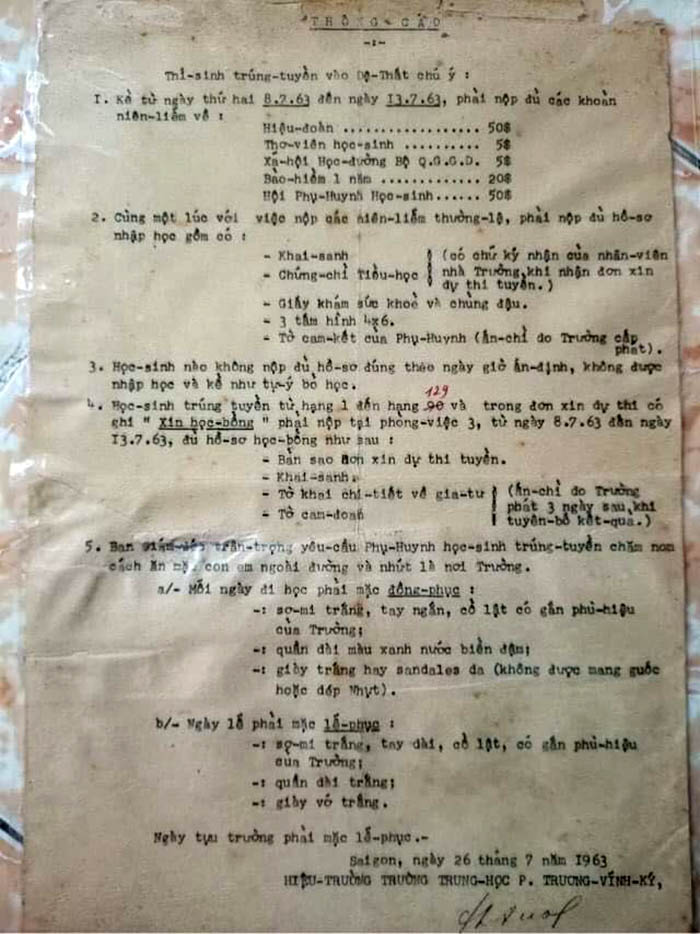 THÔNG CÁO
-:-
Thí-sinh trúng-tuyển vào Đệ-Thất chú ý :
I. Kể từ ngày thứ hai 8.7.63 đến ngày I3.7.63, phải nộp đủ các khoản
niên-liễm về :
Hiệu-đoàn .................. 50$
Thơ-viện học-sinh .......... 5$
Xã-hội Học-đường Bộ Q.G.G.D. 5$
Bảo-hiểm 1 năm ............. 20$
Hội Phụ-Huynh Học-sinh...... 50$
2. Cùng một lúc với việc nộp các niên-liễm thường-lệ, phải nộp đủ hồ-sơ
nhập học gồm có :
- Khai-sanh (có chữ ký nhận của nhân-viên
- Chứng-chỉ Tiểu-học nhà Trường khi nhận đơn xin
dự thi tuyển.)
- Giấy khám sức khoẻ và chủng đậu.
- 3 tấm hình 4x6.
- Tờ cam-kết của Phụ-Huynh (ấn-chỉ do Trường cấp
phát).
3. Học-sinh nào không nộp đủ hồ-sơ đúng theo ngày giờ ấn-định, không được
nhập học và kể như tự-ý bỏ học.
129
4. Học-sinh trúng tuyển từ hạng 1 đến hạng 90 và trong đơn xin dự thi có
ghi " Xin học-bổng " phải nộp tại phòng-việc 3, từ ngày 8.7.63 đến ngày
I3.7.63, đủ hồ-sơ học-bổng như sau :
- Bản sao đơn xin dự thi tuyển.
- Khai-sanh.
- Tờ khai chi-tiết về gia-tư (ấn-chỉ do Trường
phát 3 ngày sau khi
- Tờ cam-đoan tuyên-bố kết-quả.)
5. Ban Giám-đốc trân-trọng yêu-cầu Phụ-Huynh học-sinh trúng-tuyển chăm nom
cách ăn mặc con em ngoài đường và nhứt là nơi Trường.
a/- Mỗi ngày đi học phải mặc đồng-phục :
-: sơ-mi trắng, tay ngắn, cổ lật có gắn phù-hiệu
của Trường;
-: quần dài màu xanh nước biển đậm;
-: giày trắng hay sandales da (không được mang guốc
hoặc dép Nhựt).
b/- Ngày lễ phải mặc lễ-phục :
-: sơ-mi trắng, tay dài, cổ lật, có gắn phù-hiệu
của Trường;
-: quần dài trắng;
-: giày vớ trắng.
Ngày tựu trường phải mặc lễ-phục.-
Saigon, ngày 26 tháng 7 năm I963
HIỆU-TRƯỞNG TRƯỜNG TRUNG-HỌC P. TRƯƠNG-VĨNH-KÝ,